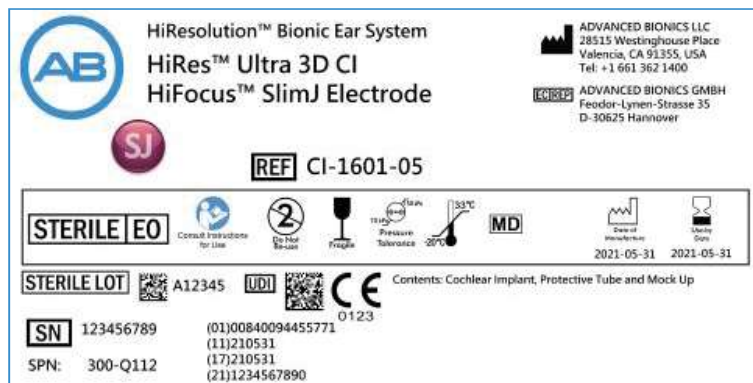 AB
HiResolution™ Bionic Ear System
HiRes™ Ultra 3D CI
HiFocus™ SlimJ Electrode
SJ
REF CI-1601-05
ADVANCED BIONICS LLC
28515 Westinghouse Place
Valencia, CA 91355, USA
Tel: +1 661 362 1400
EC REP ADVANCED BIONICS GMBH
Feodor-Lynen-Strasse 35
D-30625 Hannover
STERILE EO
Consult Instructions
for Use
2
Do Not
Re-use
Fragile
Pressure
Tolerance
-20°C
33°C
MD
Date of
Manufacture
2021-05-31
Use by
Date
2021-05-31
STERILE LOT A12345 UDI CE
0123
Contents: Cochlear Implant, Protective Tube and Mock Up
SN 123456789
SPN: 300-Q112
(01)00840094455771
(11)210531
(17)210531
(21)1234567890